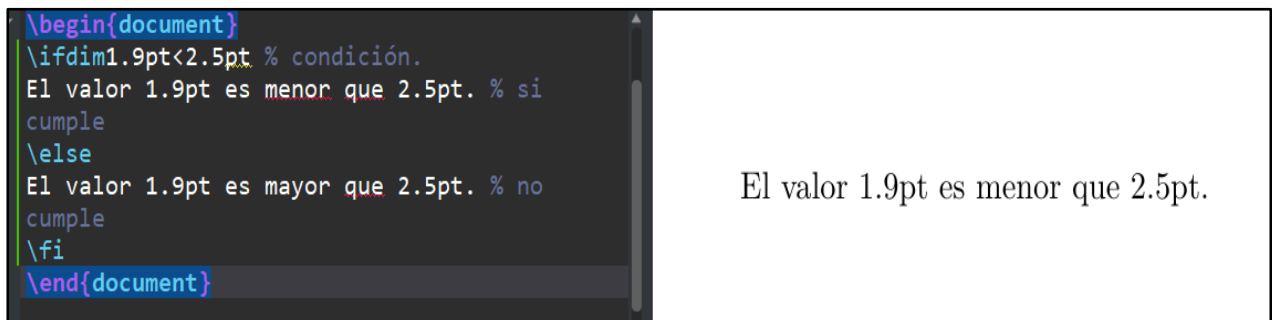 \begin{document}
\ifdim1.9pt<2.5pt % condición.
El valor 1.9pt es menor que 2.5pt. % si
cumple
\else
El valor 1.9pt es mayor que 2.5pt. % no
cumple
\fi
\end{document}
El valor 1.9pt es menor que 2.5pt.